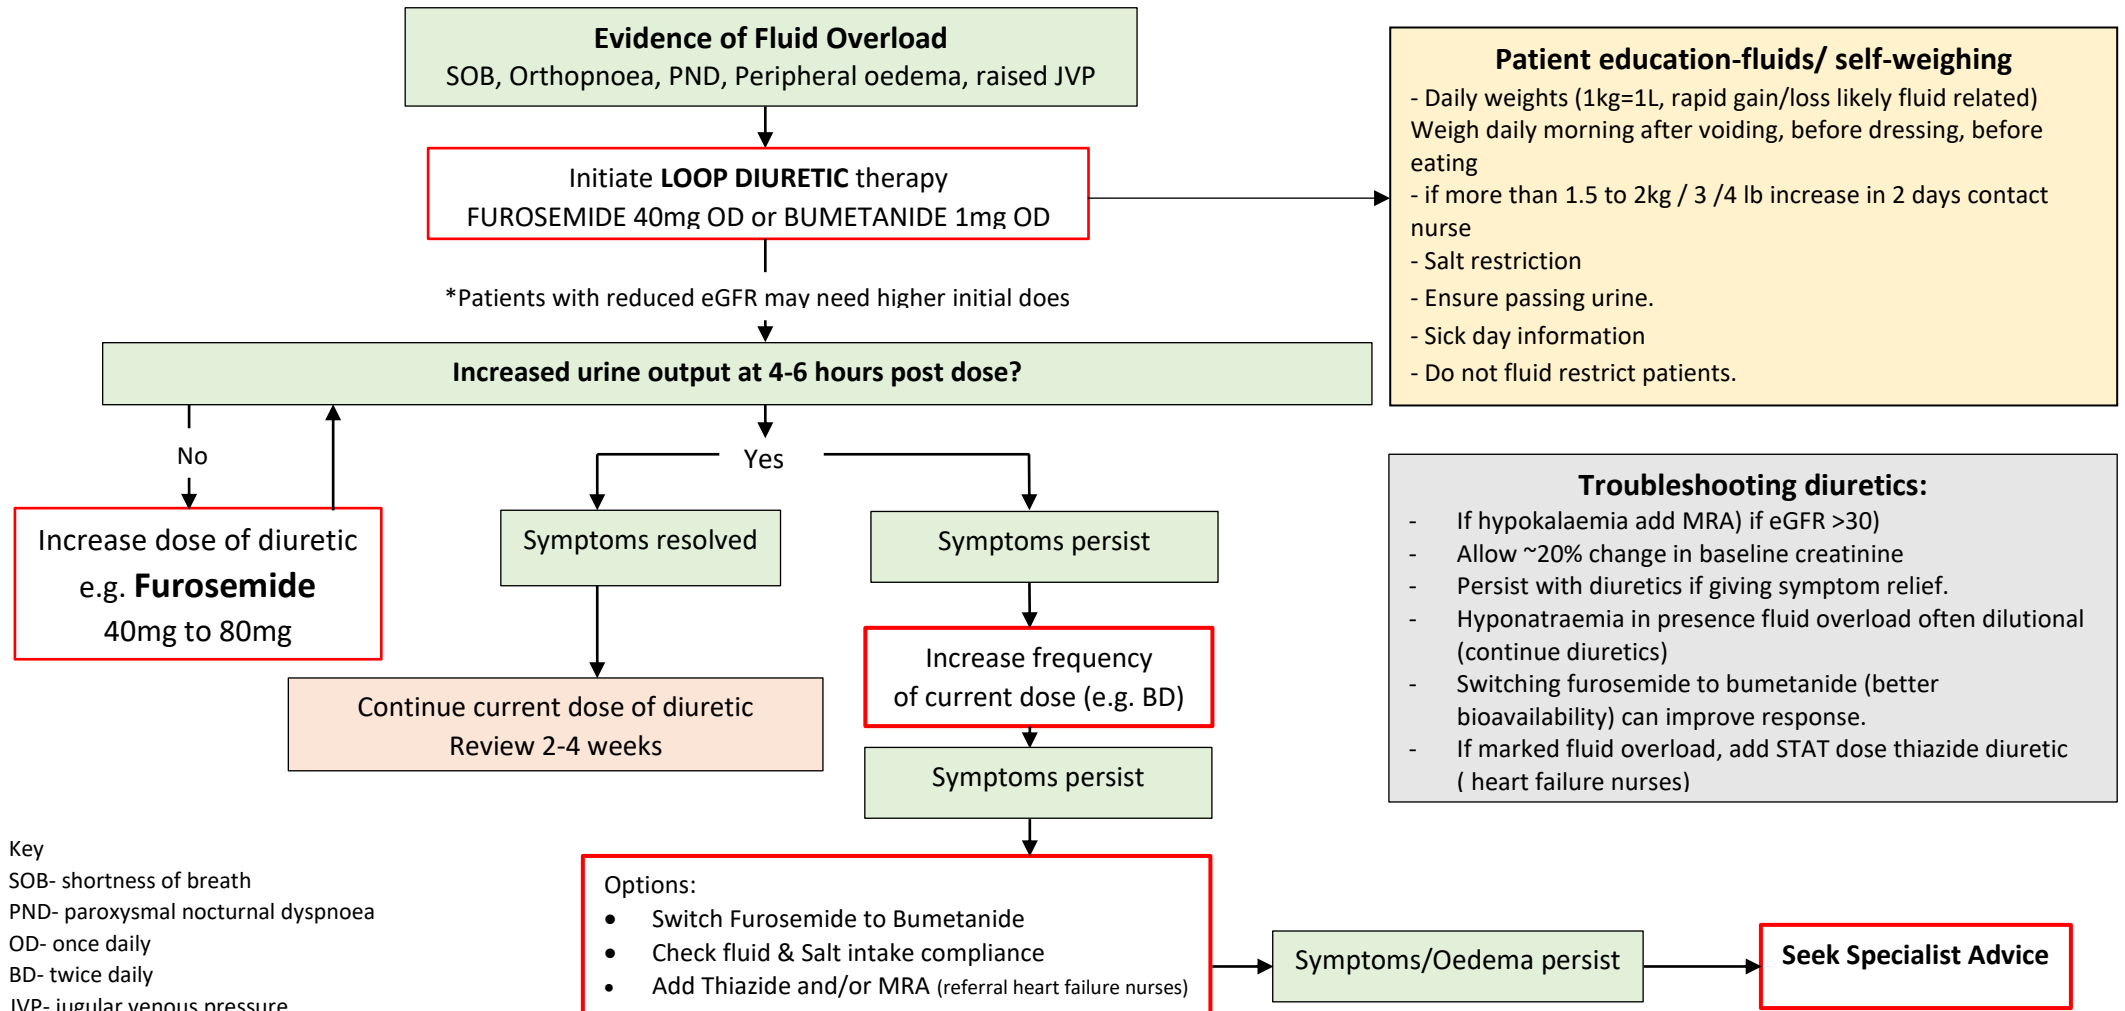 Evidence of Fluid Overload
SOB, Orthopnoea, PND, Peripheral oedema, raised JVP
Initiate LOOP DIURETIC therapy
FUROSEMIDE 40mg OD or BUMETANIDE 1mg OD
*Patients with reduced eGFR may need higher initial does
Increased urine output at 4-6 hours post dose?
No
Yes
Increase dose of diuretic
e.g. Furosemide
40mg to 80mg
Symptoms resolved
Continue current dose of diuretic
Review 2-4 weeks
Symptoms persist
Increase frequency
of current dose (e.g. BD)
Symptoms persist
Options:
• Switch Furosemide to Bumetanide
• Check fluid & Salt intake compliance
• Add Thiazide and/or MRA (referral heart failure nurses)
Symptoms/Oedema persist
Seek Specialist Advice
Patient education-fluids/ self-weighing
- Daily weights (1kg=1L, rapid gain/loss likely fluid related)
Weigh daily morning after voiding, before dressing, before
eating
- if more than 1.5 to 2kg / 3 /4 lb increase in 2 days contact
nurse
- Salt restriction
- Ensure passing urine.
- Sick day information
- Do not fluid restrict patients.
Troubleshooting diuretics:
- If hypokalaemia add MRA) if eGFR >30)
- Allow ~20% change in baseline creatinine
- Persist with diuretics if giving symptom relief.
- Hyponatraemia in presence fluid overload often dilutional
(continue diuretics)
- Switching furosemide to bumetanide (better
bioavailability) can improve response.
- If marked fluid overload, add STAT dose thiazide diuretic
( heart failure nurses)
Key
SOB- shortness of breath
PND- paroxysmal nocturnal dyspnoea
OD- once daily
BD- twice daily
JVP- jugular venous pressure